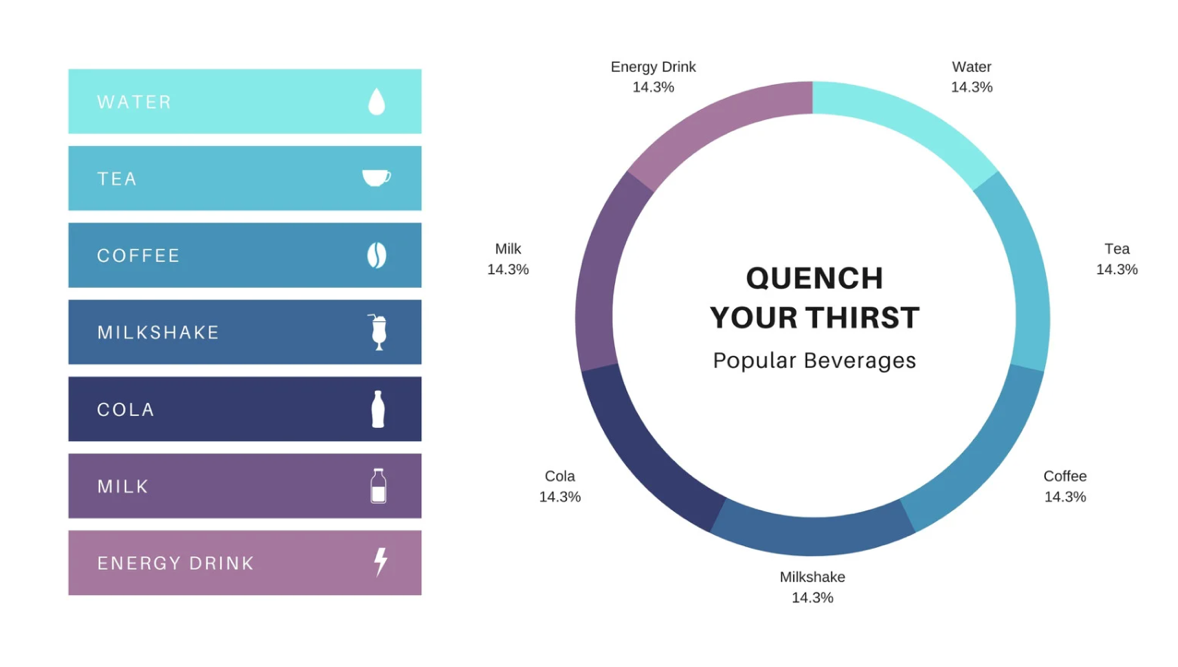 WATER
TEA
COFFEE
MILKSHAKE
COLA
MILK
ENERGY DRINK
Energy Drink
14.3%
Water
14.3%
Milk
14.3%
Tea
14.3%
QUENCH
YOUR THIRST
Popular Beverages
Cola
14.3%
Coffee
14.3%
Milkshake
14.3%